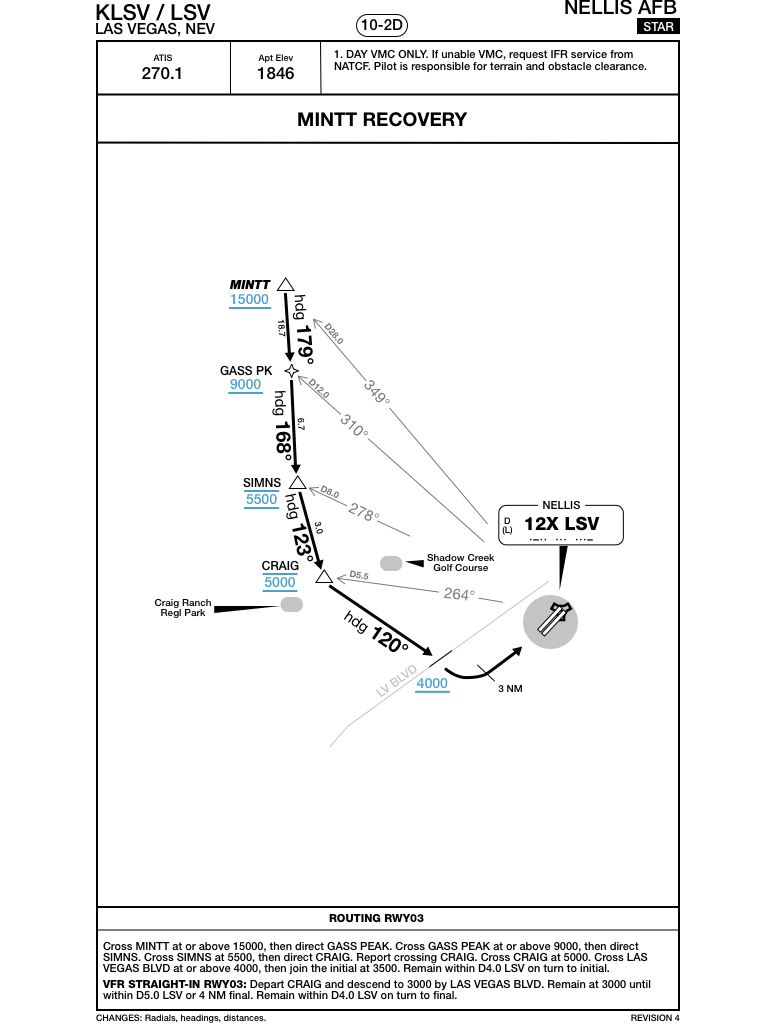 KLSV / LSV
LAS VEGAS, NEV
10-2D
NELLIS AFB
STAR
ATIS
270.1
Apt Elev
1846
1. DAY VMC ONLY. If unable VMC, request IFR service from
NATCF. Pilot is responsible for terrain and obstacle clearance.
MINTT RECOVERY
MINTT
15000
hdg 179°
18.7
D28.0
349°
GASS PK
9000
D12.0
310°
hdg 168°
6.7
SIMNS
5500
D8.0
278°
hdg 123°
3.0
NELLIS
D
(L)
12X LSV
CRAIG
5000
D5.5
264°
Shadow Creek
Golf Course
Craig Ranch
Regl Park
hdg 120°
LV BLVD
4000
3 NM
ROUTING RWY03
Cross MINTT at or above 15000, then direct GASS PEAK. Cross GASS PEAK at or above 9000, then direct
SIMNS. Cross SIMNS at 5500, then direct CRAIG. Report crossing CRAIG. Cross CRAIG at 5000. Cross LAS
VEGAS BLVD at or above 4000, then join the initial at 3500. Remain within D4.0 LSV on turn to initial.
VFR STRAIGHT-IN RWY03: Depart CRAIG and descend to 3000 by LAS VEGAS BLVD. Remain at 3000 until
within D5.0 LSV or 4 NM final. Remain within D4.0 LSV on turn to final.
CHANGES: Radials, headings, distances.
REVISION 4